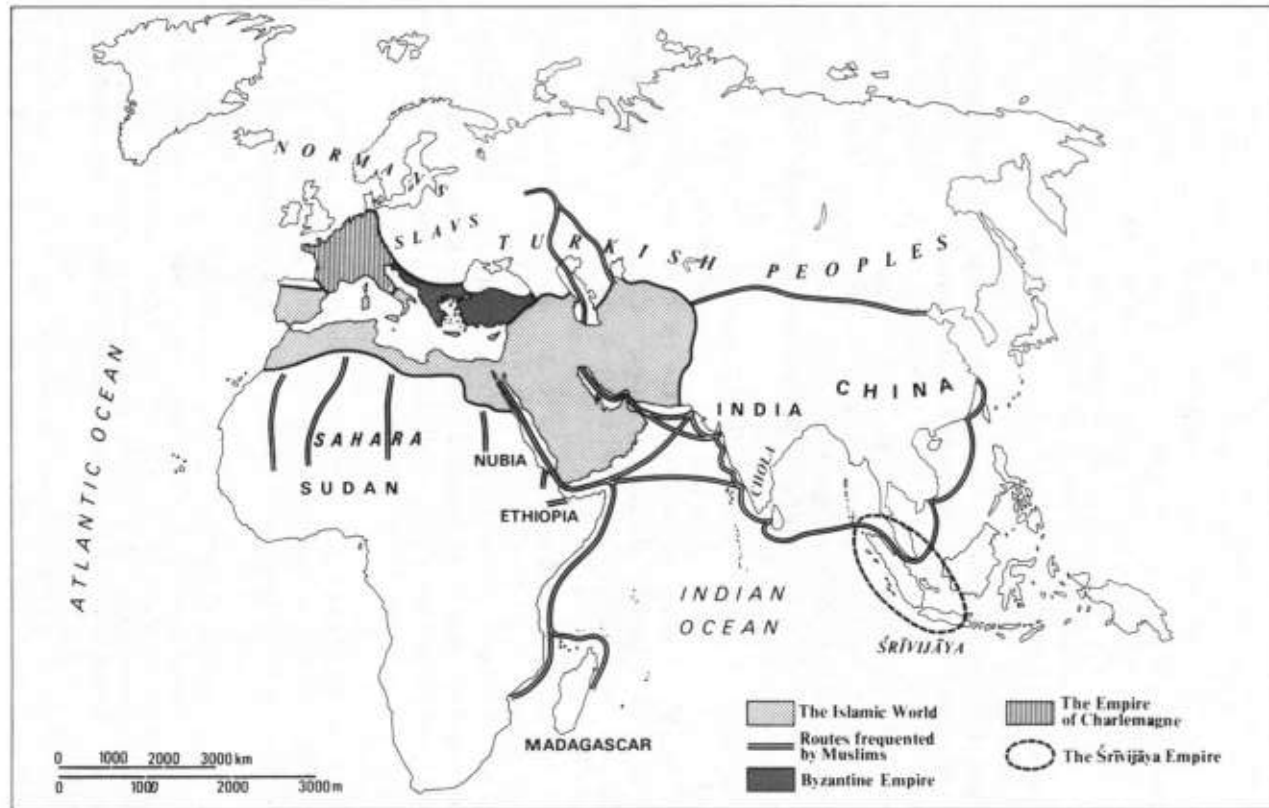 NORMANS
SLAVS
TURKISH PEOPLES
ATLANTIC OCEAN
CHINA
INDIA
CHOLA
SAHARA
NUBIA
SUDAN
ETHIOPIA
INDIAN
OCEAN
ŚRĪVIJĀYA
MADAGASCAR
The Islamic World
Routes frequented
by Muslims
Byzantine Empire
The Empire
of Charlemagne
The Śrīvijāya Empire
0 1000 2000 3000 km
0 1000 2000 3000 m